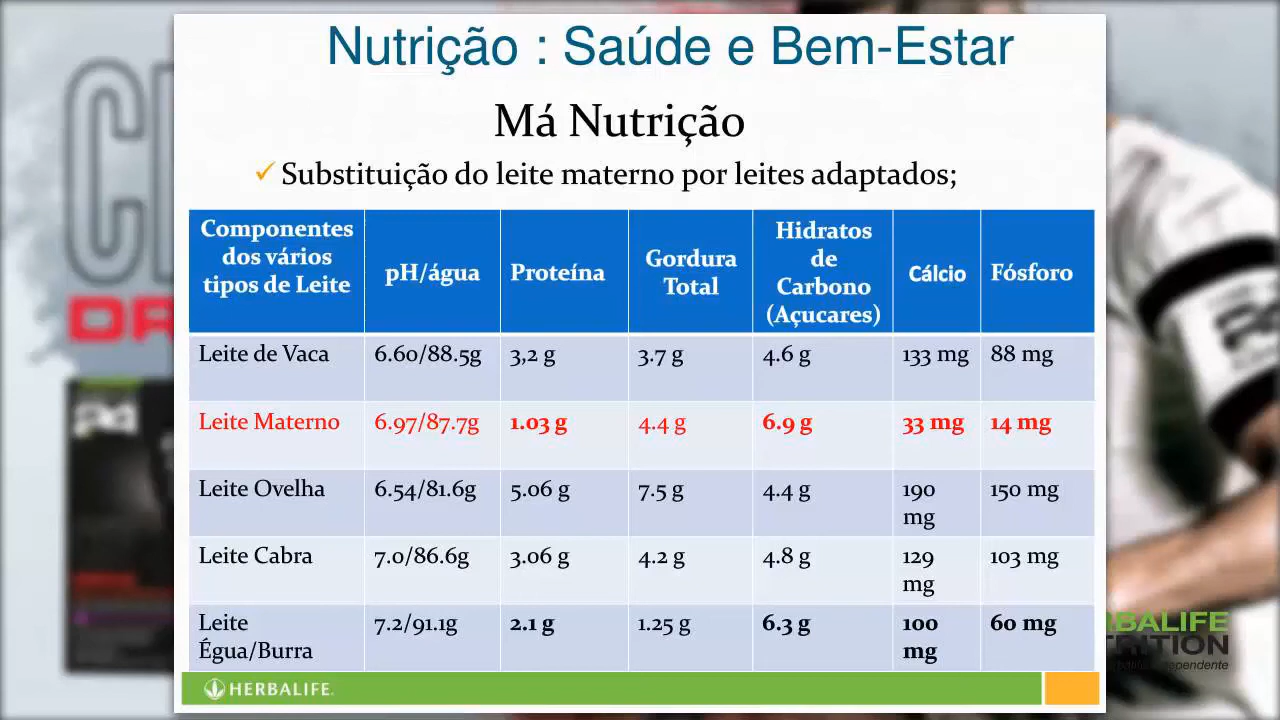 Nutrição : Saúde e Bem-Estar
Má Nutrição
✓ Substituição do leite materno por leites adaptados;
Componentes dos vários tipos de Leite | pH/água | Proteína | Gordura Total | Hidratos de Carbono (Açucares) | Cálcio | Fósforo
Leite de Vaca | 6.60/88.5g | 3,2 g | 3.7 g | 4.6 g | 133 mg | 88 mg
Leite Materno | 6.97/87.7g | 1.03 g | 4.4 g | 6.9 g | 33 mg | 14 mg
Leite Ovelha | 6.54/81.6g | 5.06 g | 7.5 g | 4.4 g | 190 mg | 150 mg
Leite Cabra | 7.0/86.6g | 3.06 g | 4.2 g | 4.8 g | 129 mg | 103 mg
Leite Égua/Burra | 7.2/91.1g | 2.1 g | 1.25 g | 6.3 g | 100 mg | 60 mg
HERBALIFE.